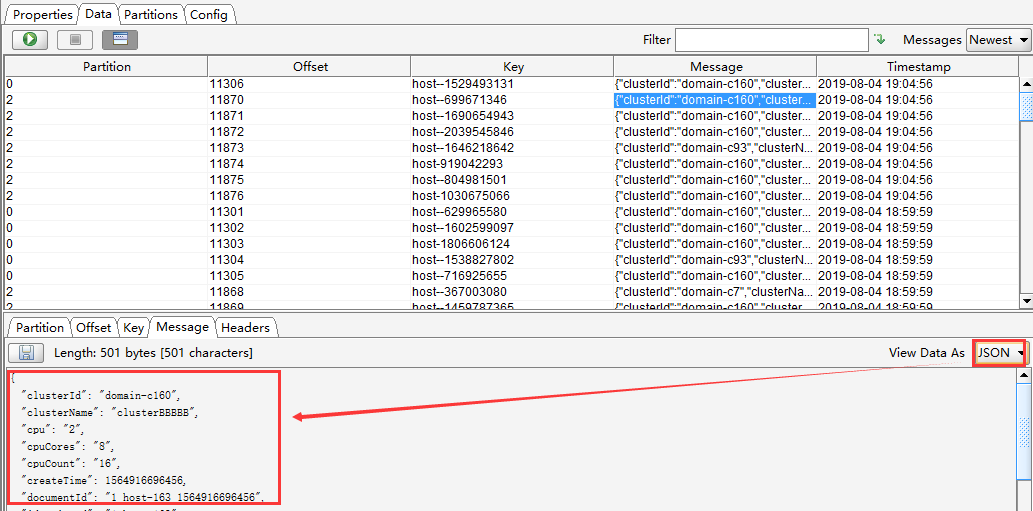 Properties Data Partitions Config
Filter Messages Newest
Partition Offset Key Message Timestamp
0 11306 host--1529493131 {"clusterId":"domain-c160","cluster... 2019-08-04 19:04:56
2 11870 host--699671346 {"clusterId":"domain-c160","cluster... 2019-08-04 19:04:56
2 11871 host--1690654943 {"clusterId":"domain-c160","cluster... 2019-08-04 19:04:56
2 11872 host--2039545846 {"clusterId":"domain-c160","cluster... 2019-08-04 19:04:56
2 11873 host--1646218642 {"clusterId":"domain-c93","clusterN... 2019-08-04 19:04:56
2 11874 host-919042293 {"clusterId":"domain-c160","cluster... 2019-08-04 19:04:56
2 11875 host--804981501 {"clusterId":"domain-c160","cluster... 2019-08-04 19:04:56
2 11876 host-1030675066 {"clusterId":"domain-c160","cluster... 2019-08-04 19:04:56
0 11301 host--629965580 {"clusterId":"domain-c160","cluster... 2019-08-04 18:59:59
0 11302 host--1602599097 {"clusterId":"domain-c160","cluster... 2019-08-04 18:59:59
0 11303 host-1806606124 {"clusterId":"domain-c160","cluster... 2019-08-04 18:59:59
0 11304 host--1538827802 {"clusterId":"domain-c93","clusterN... 2019-08-04 18:59:59
0 11305 host--716925655 {"clusterId":"domain-c160","cluster... 2019-08-04 18:59:59
2 11868 host--367003080 {"clusterId":"domain-c7","clusterNa... 2019-08-04 18:59:59
2 11869 host--1459787365 {"clusterId":"domain-c160","cluster... 2019-08-04 18:59:59
Partition Offset Key Message Headers
Length: 501 bytes [501 characters] View Data As JSON
{
"clusterId": "domain-c160",
"clusterName": "clusterBBBBB",
"cpu": "2",
"cpuCores": "8",
"cpuCount": "16",
"createTime": 1564916696456,
"documentId": "1_host-163_1564916696456",